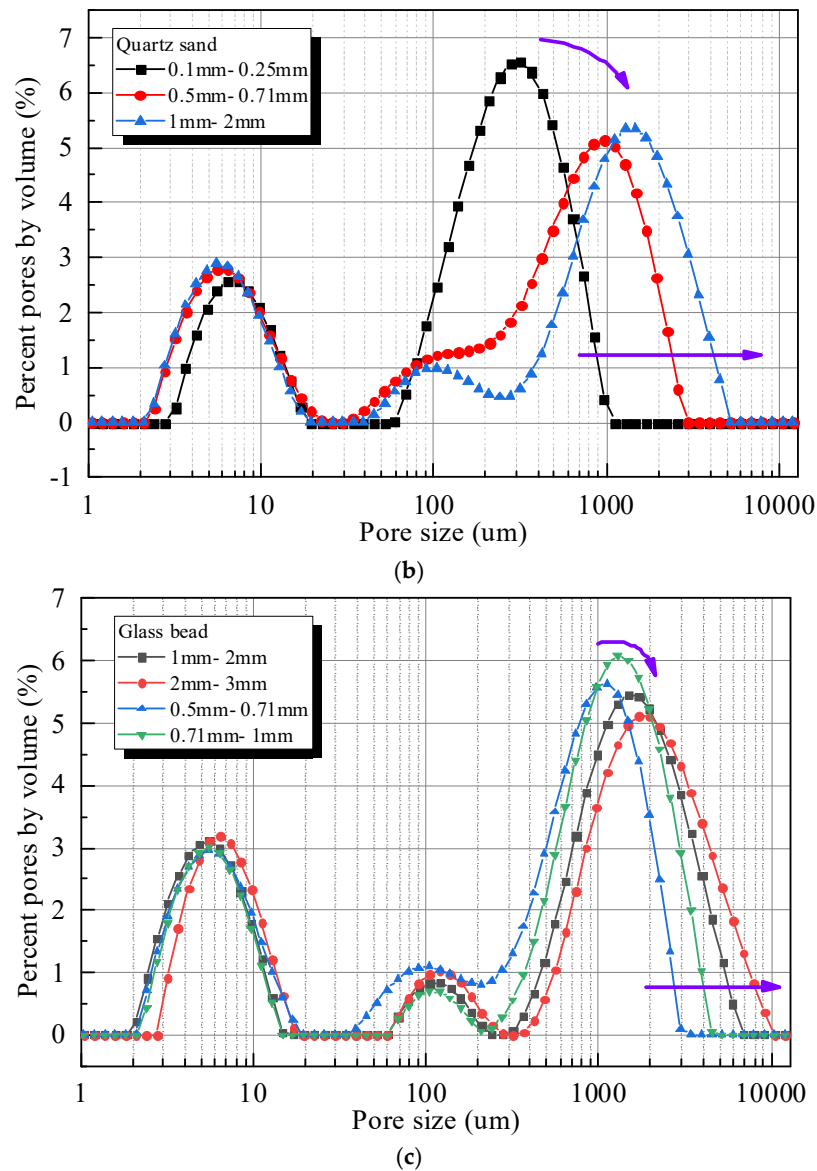 7
6
5
4
3
2
1
0
-1
Percent pores by volume (%)
Quartz sand
0.1mm- 0.25mm
0.5mm- 0.71mm
1mm- 2mm
1 10 100 1000 10000
Pore size (um)
(b)
7
6
5
4
3
2
1
0
Percent pores by volume (%)
Glass bead
1mm- 2mm
2mm- 3mm
0.5mm- 0.71mm
0.71mm- 1mm
1 10 100 1000 10000
Pore size (um)
(c)